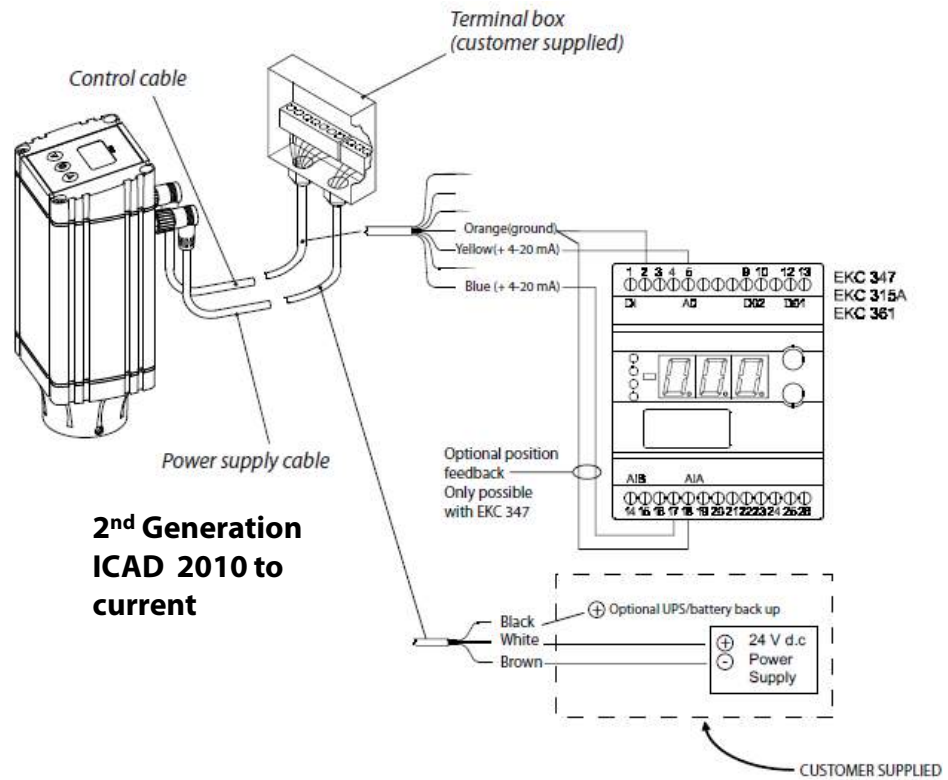 Terminal box
(customer supplied)
Control cable
Orange(ground)
Yellow(+ 4-20 mA)
Blue (+ 4-20 mA)
1 2 3 4 5 9 10 12 13
DI AO DO2 DO1
EKC 347
EKC 315A
EKC 361
Power supply cable
Optional position
feedback
Only possible
with EKC 347
AIB AIA
14 15 16 17 18 19 20 21 22 23 24 25 26
2nd Generation
ICAD 2010 to
current
Black
White
Brown
+ Optional UPS/battery back up
+ 24 V d.c
- Power
Supply
CUSTOMER SUPPLIED